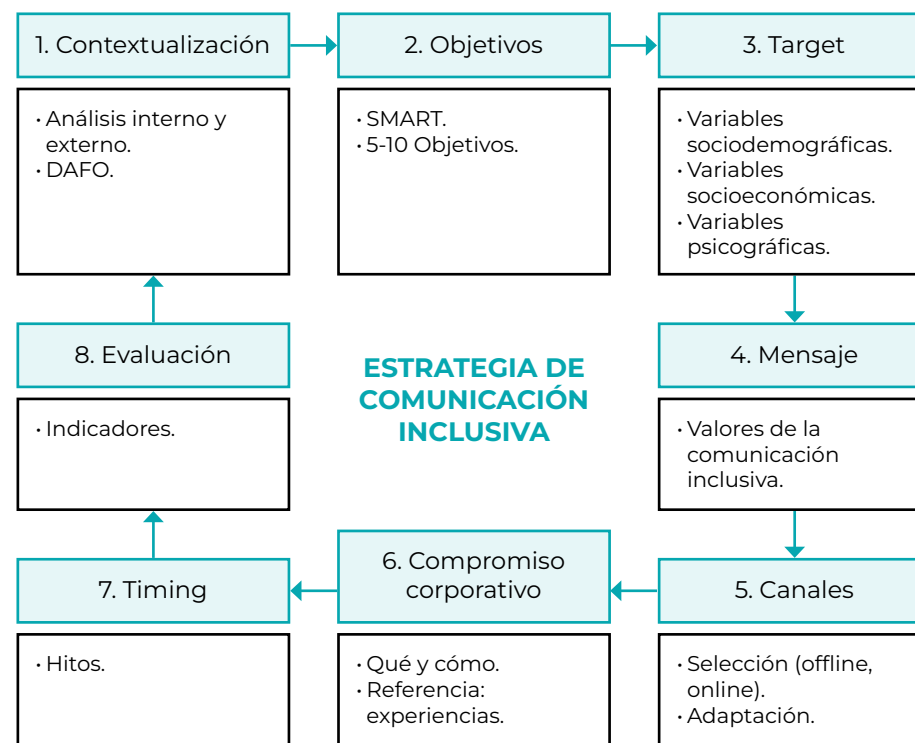 1. Contextualización
· Análisis interno y
externo.
· DAFO.
2. Objetivos
· SMART.
· 5-10 Objetivos.
3. Target
· Variables
sociodemográficas.
· Variables
socioeconómicas.
· Variables
psicográficas.
ESTRATEGIA DE
COMUNICACIÓN
INCLUSIVA
4. Mensaje
· Valores de la
comunicación
inclusiva.
5. Canales
· Selección (offline,
online).
· Adaptación.
6. Compromiso
corporativo
· Qué y cómo.
· Referencia:
experiencias.
7. Timing
· Hitos.
8. Evaluación
· Indicadores.